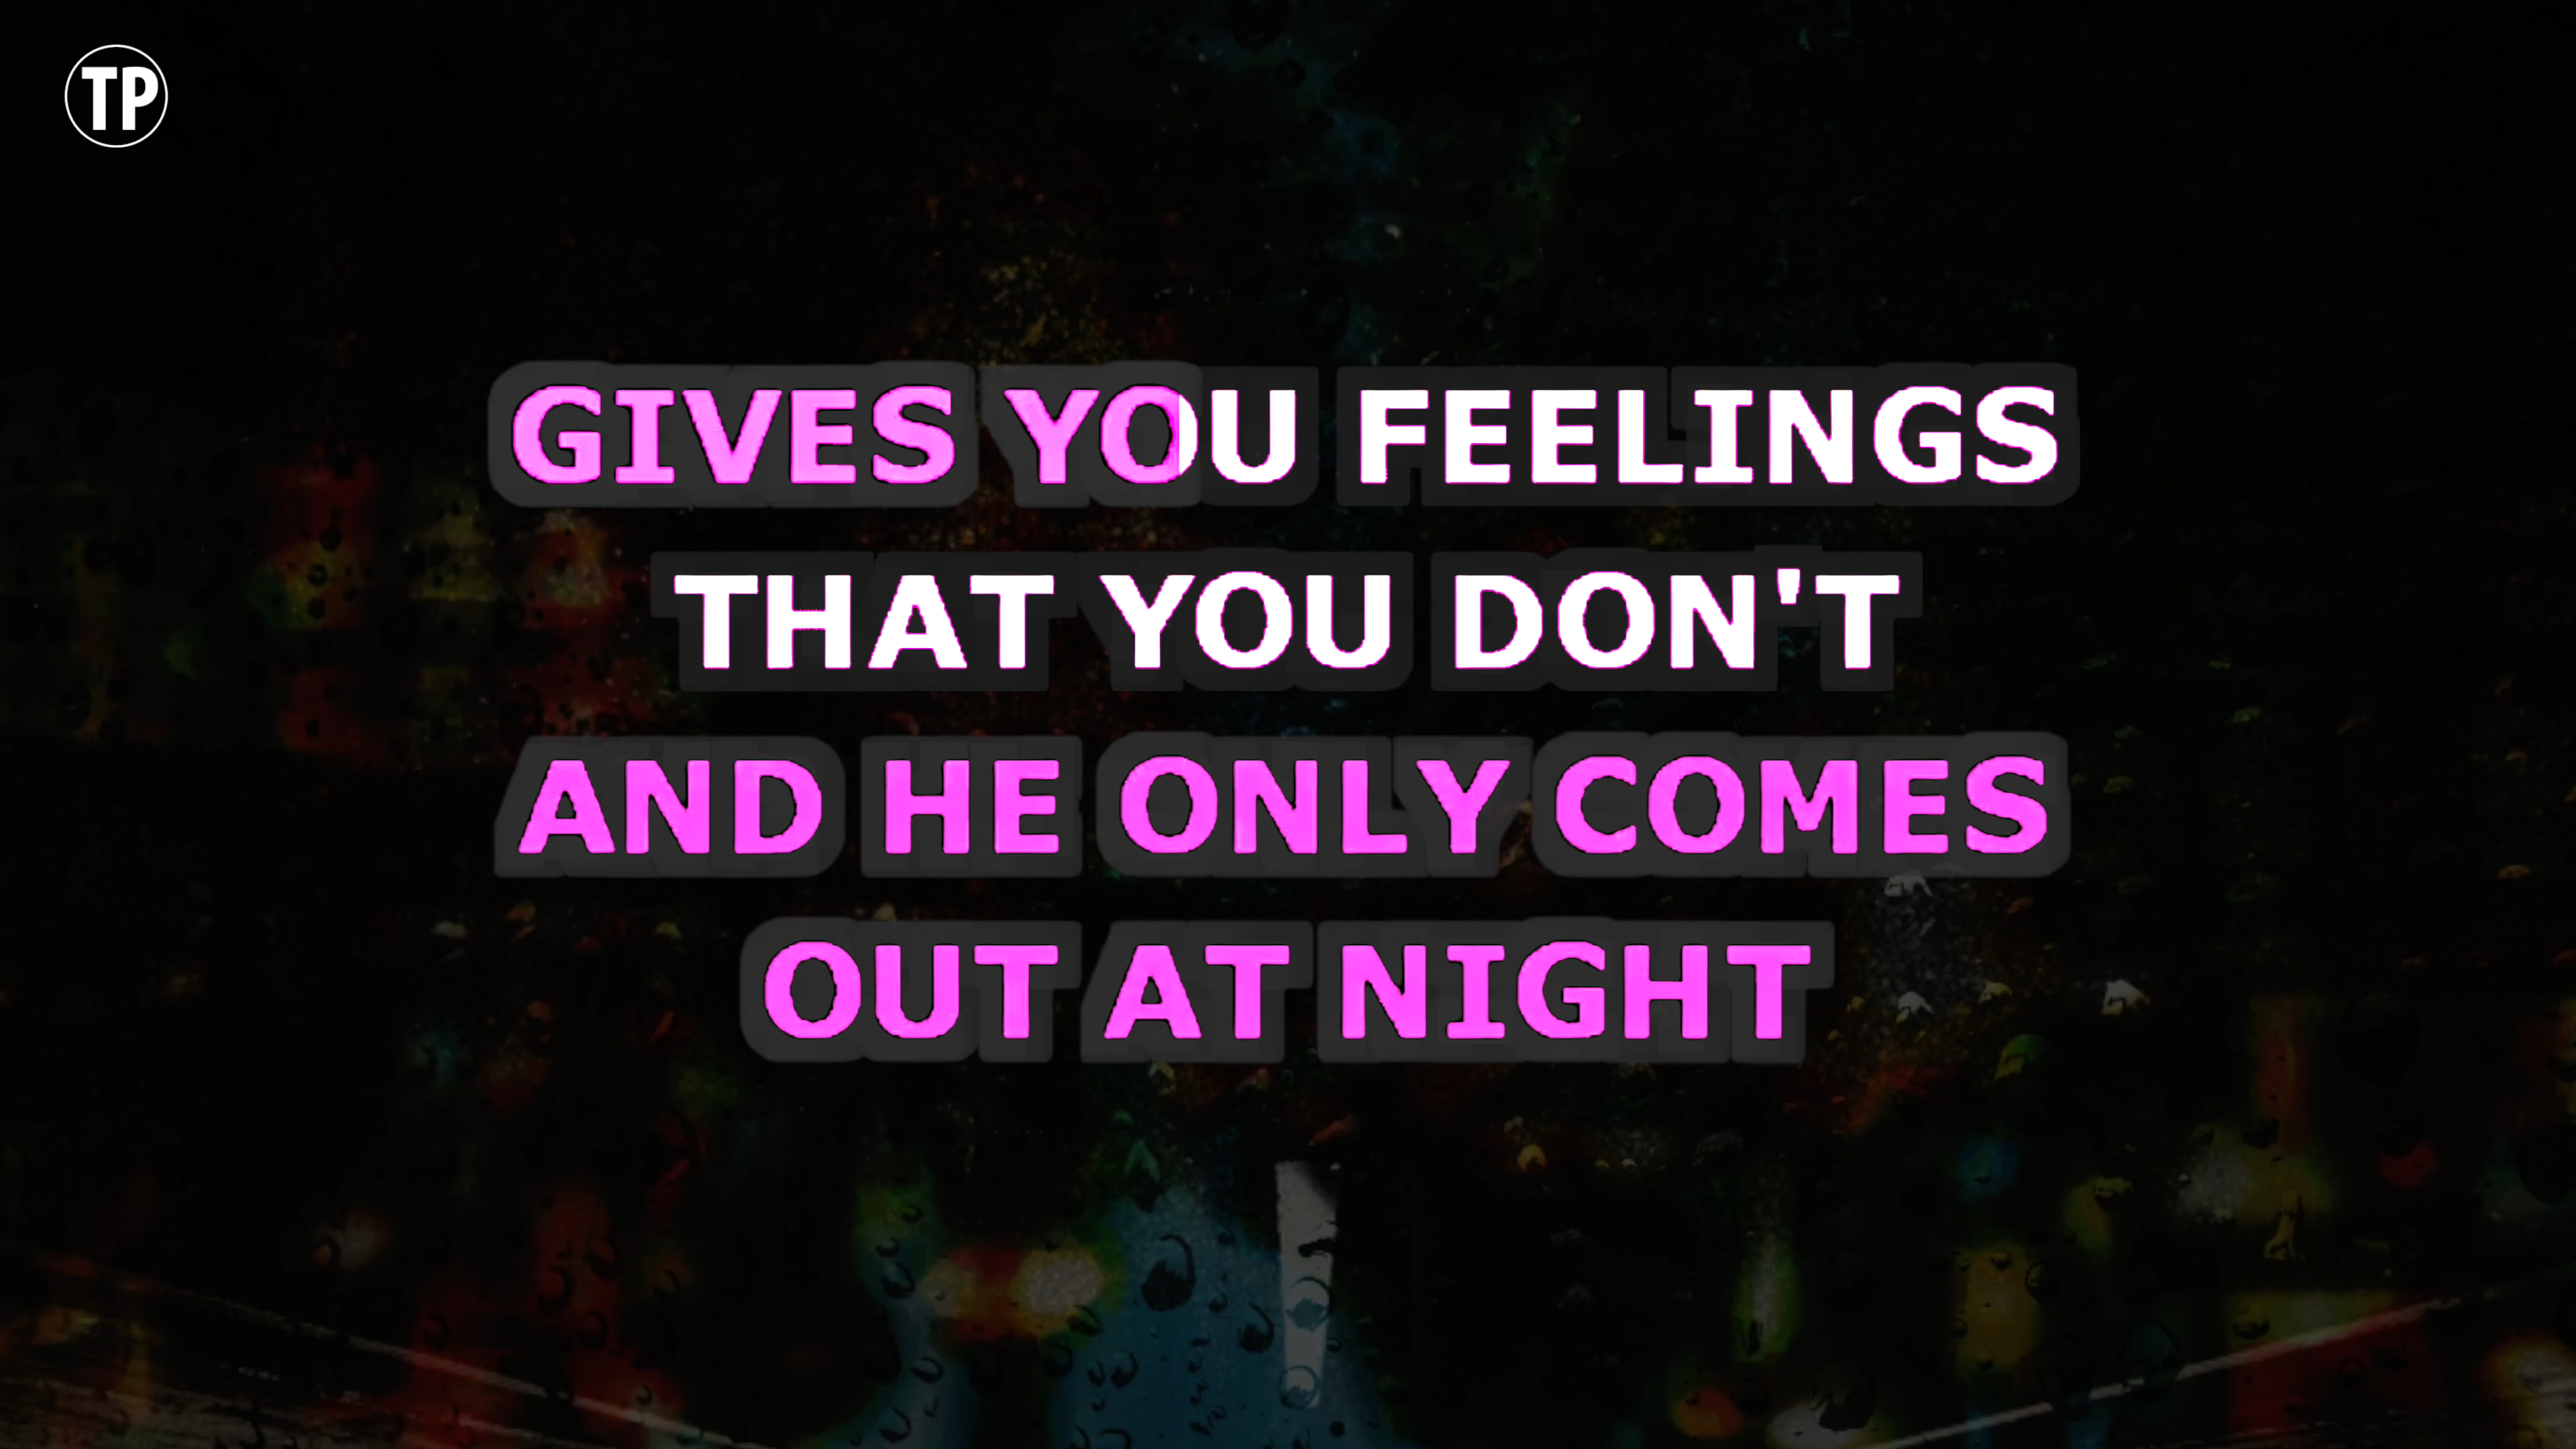 TP
GIVES YOU FEELINGS
THAT YOU DON'T
AND HE ONLY COMES
OUT AT NIGHT